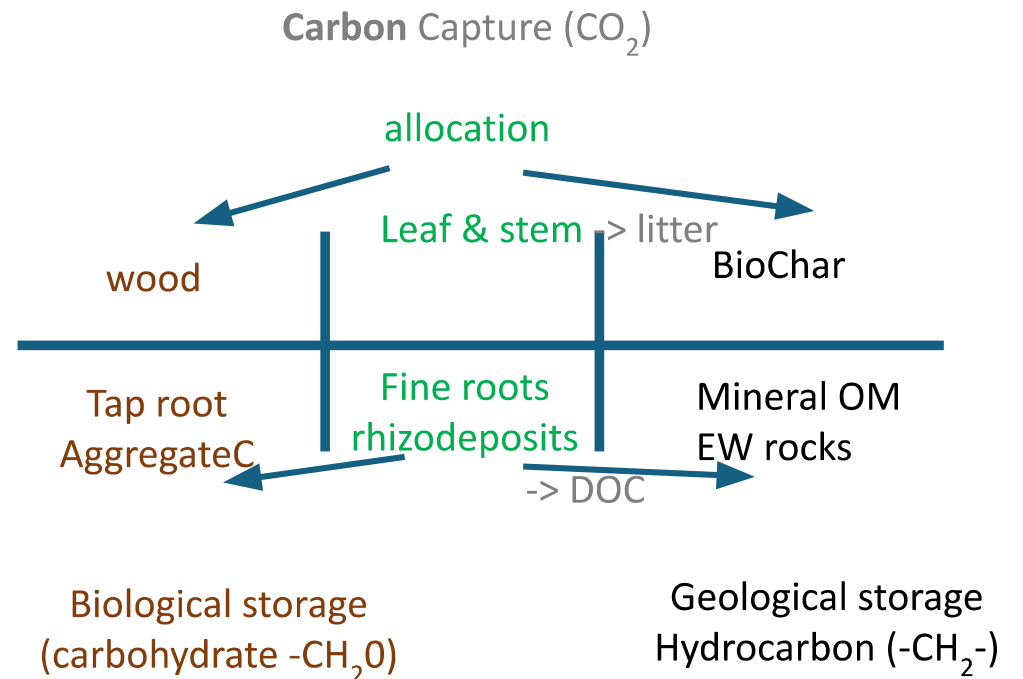 Carbon Capture (CO₂)
allocation
Leaf & stem -> litter
wood
BioChar
Tap root
AggregateC
Fine roots
rhizodeposits
Mineral OM
EW rocks
-> DOC
Biological storage
(carbohydrate -CH₂0)
Geological storage
Hydrocarbon (-CH₂-)